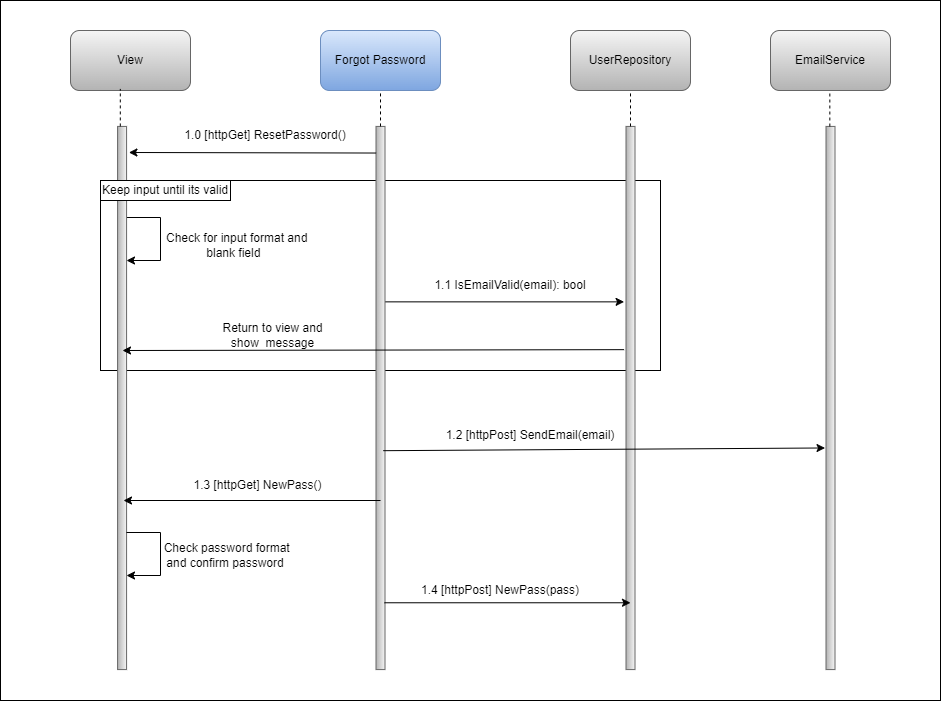 View
Forgot Password
UserRepository
EmailService
1.0 [httpGet] ResetPassword()
Keep input until its valid
Check for input format and
blank field
1.1 IsEmailValid(email): bool
Return to view and
show  message
1.2 [httpPost] SendEmail(email)
1.3 [httpGet] NewPass()
Check password format
and confirm password
1.4 [httpPost] NewPass(pass)